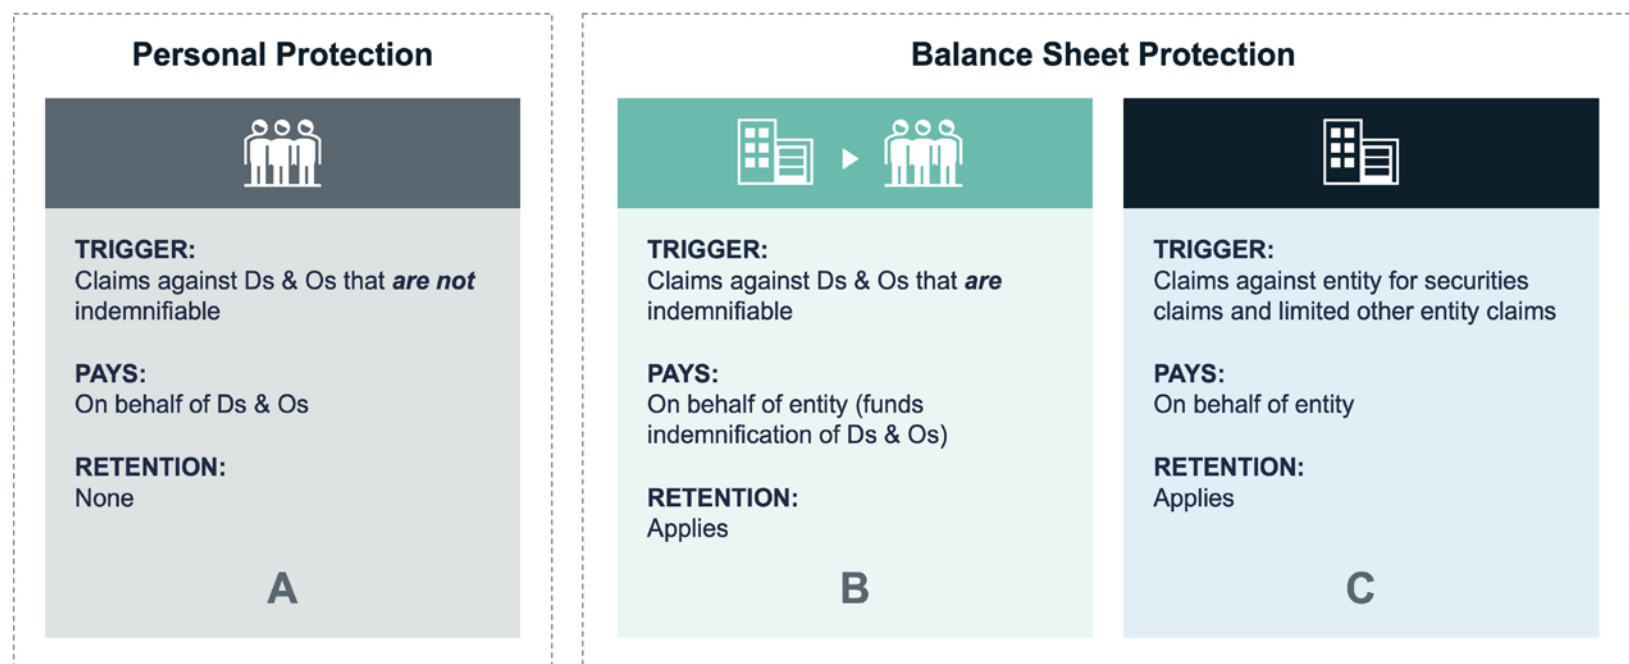 Personal Protection
TRIGGER:
Claims against Ds & Os that are not
indemnifiable
PAYS:
On behalf of Ds & Os
RETENTION:
None
A
Balance Sheet Protection
TRIGGER:
Claims against Ds & Os that are
indemnifiable
PAYS:
On behalf of entity (funds
indemnification of Ds & Os)
RETENTION:
Applies
B
TRIGGER:
Claims against entity for securities
claims and limited other entity claims
PAYS:
On behalf of entity
RETENTION:
Applies
C